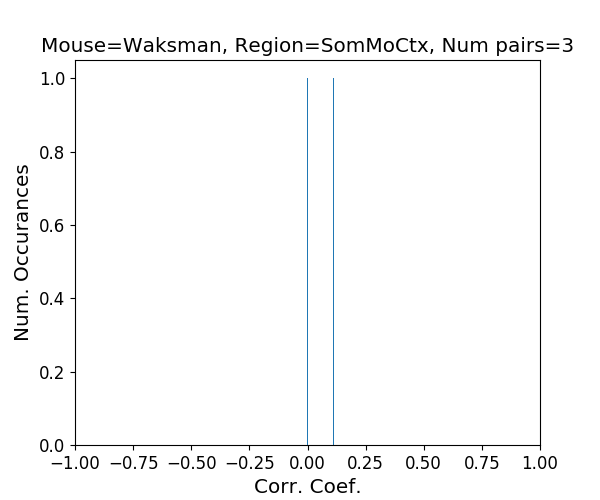 Mouse=Waksman, Region=SomMoCtx, Num pairs=3
1.0
0.8
0.6
0.4
0.2
0.0
Num. Occurances
−1.00 −0.75 −0.50 −0.25 0.00 0.25 0.50 0.75 1.00
Corr. Coef.